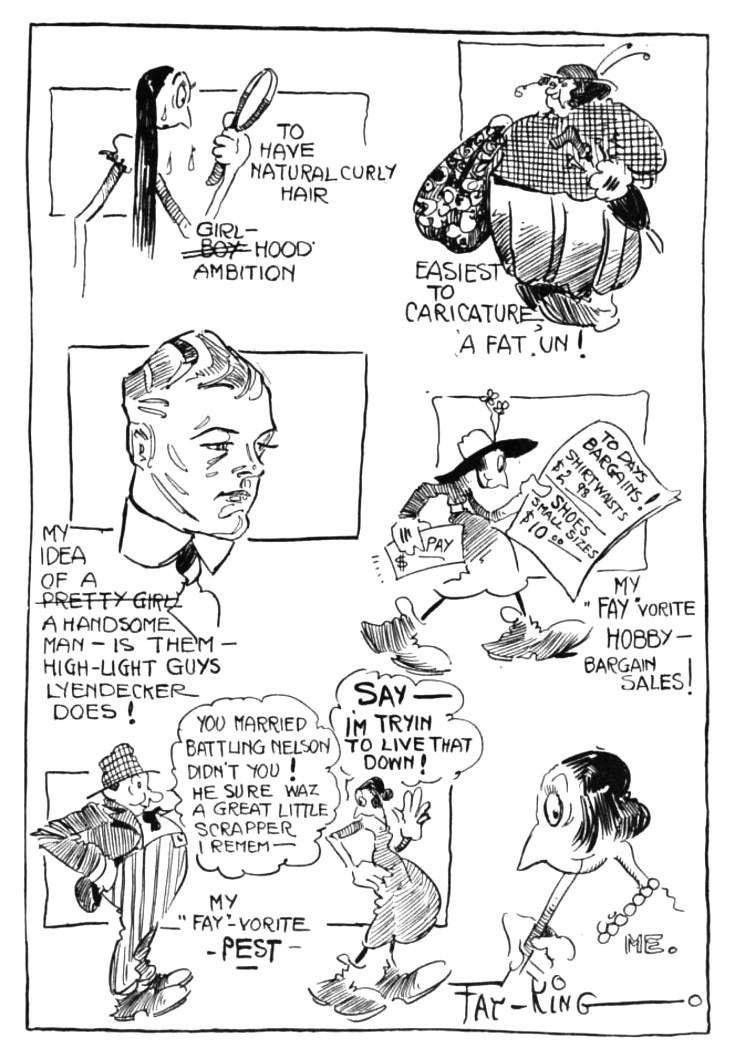 TO
HAVE
NATURAL CURLY
HAIR
GIRL-
BOY-HOOD
AMBITION
EASIEST
TO
CARICATURE,
'A FAT 'UN!
MY
IDEA
OF A
PRETTY GIRL
A HANDSOME
MAN - IS THEM -
HIGH-LIGHT GUYS
LYENDECKER
DOES!
TO DAYS
BARGAINS!
SHIRTWAISTS
$2.98
SHOES
SMALL SIZES
$10.00
PAY
$
MY
"FAY"VORITE
HOBBY -
BARGAIN
SALES!
YOU MARRIED
BATTLING NELSON
DIDN'T YOU!
HE SURE WAZ
A GREAT LITTLE
SCRAPPER
I REMEM-
SAY-
I'M TRYIN
TO LIVE THAT
DOWN!
MY
"FAY"-VORITE
- PEST -
ME.
FAY-KING